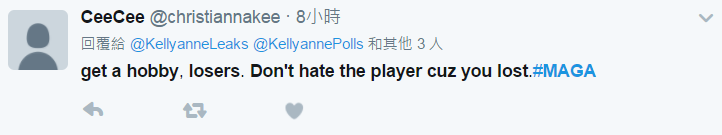 CeeCee @christiannakee · 8小時
回覆給 @KellyanneLeaks @KellyannePolls 和其他 3 人
get a hobby, losers. Don't hate the player cuz you lost.#MAGA